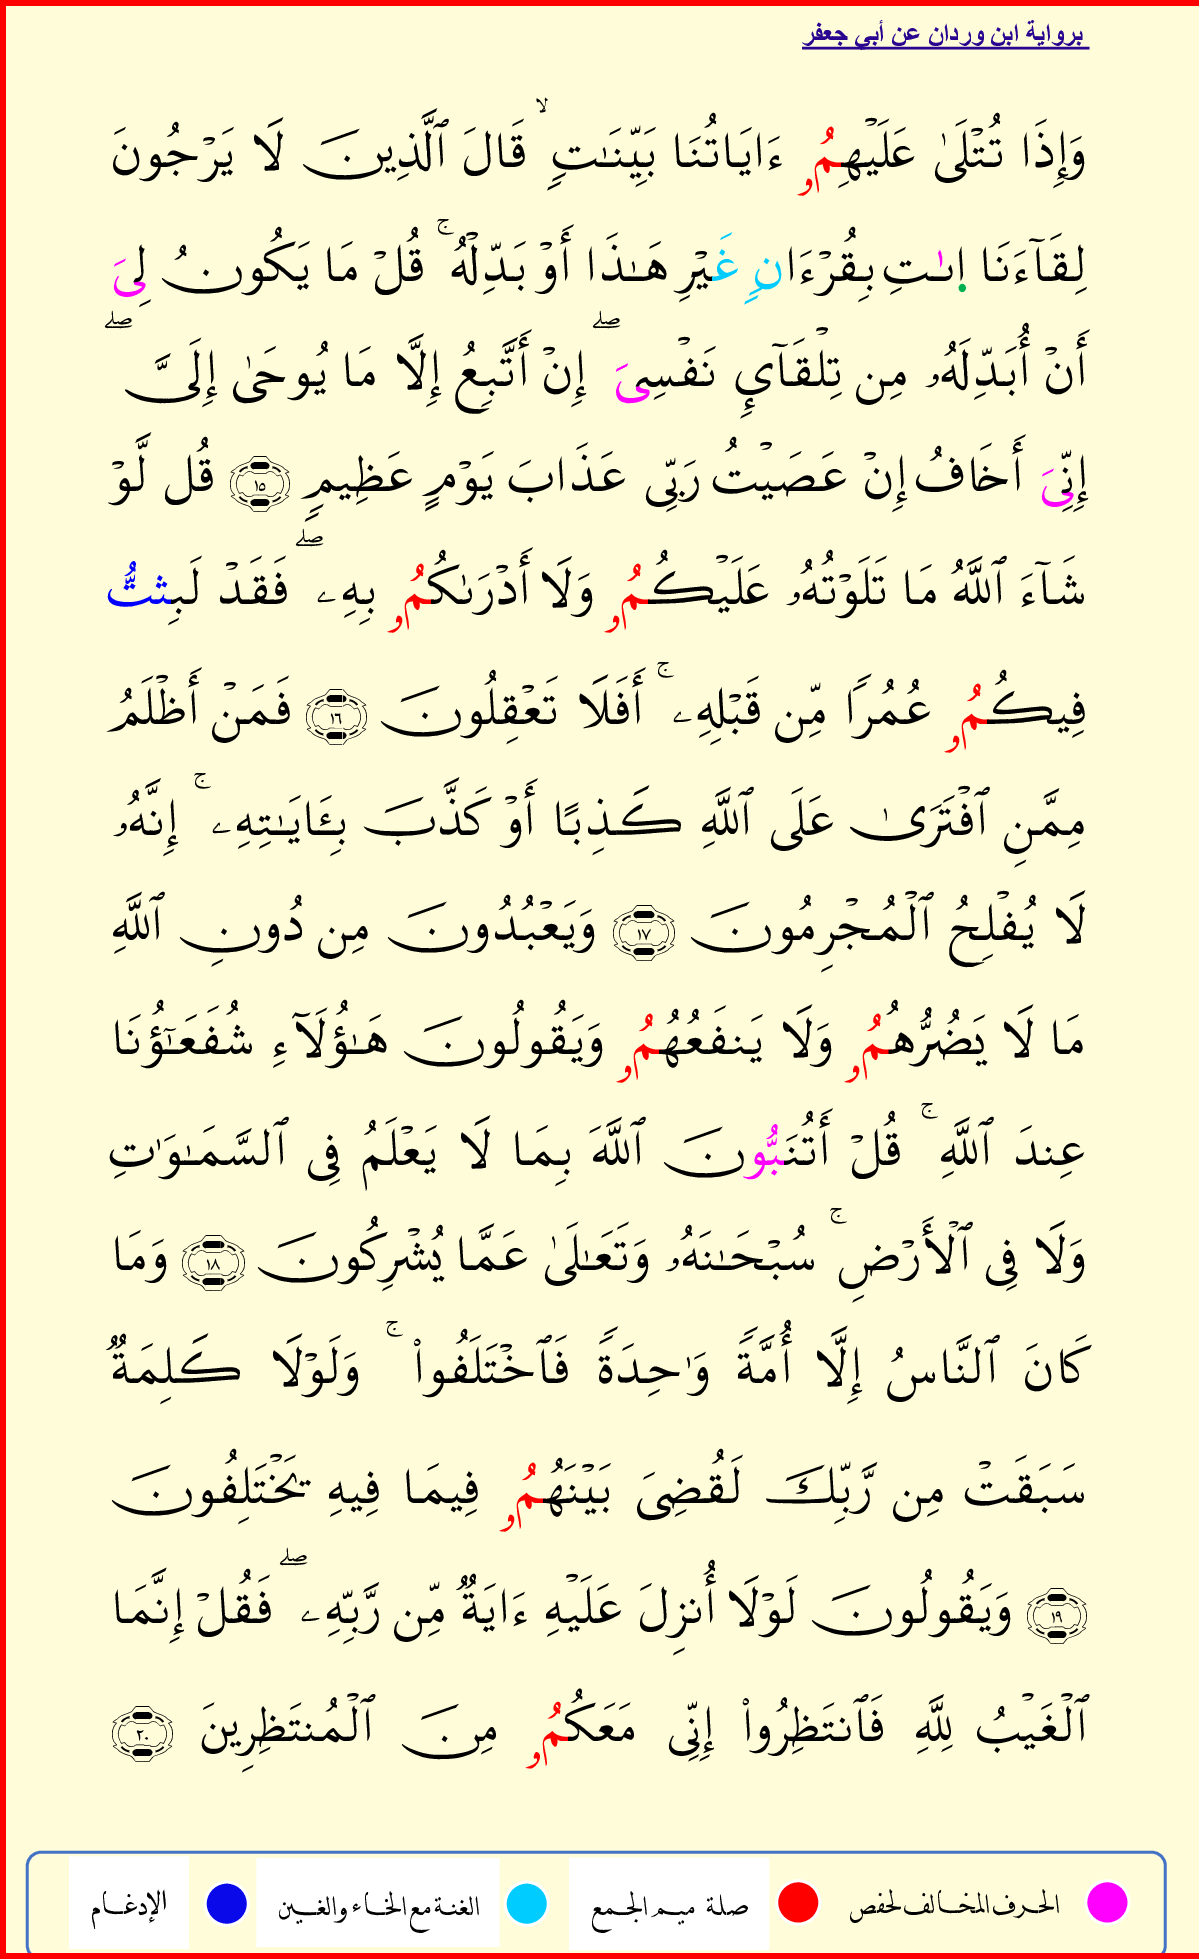 برواية ابن وردان عن أبي جعفر
وَإِذَا تُتْلَىٰ عَلَيْهِمُۥ ءَايَاتُنَا بَيِّنَـٰتٍ ۙ قَالَ ٱلَّذِينَ لَا يَرْجُونَ
لِقَآءَنَا ٱئۡتِ بِقُرْءَانٍ غَيْرِ هَـٰذَا أَوْ بَدِّلْهُ ۚ قُلْ مَا يَكُونُ لِىَ
أَنْ أُبَدِّلَهُۥ مِن تِلْقَآئِ نَفْسِىَ ۖ إِنْ أَتَّبِعُ إِلَّا مَا يُوحَىٰ إِلَىَّ ۖ
إِنِّىَ أَخَافُ إِنْ عَصَيْتُ رَبِّى عَذَابَ يَوْمٍ عَظِيمٍ ١٥ قُل لَّوْ
شَآءَ ٱللَّهُ مَا تَلَوْتُهُۥ عَلَيْكُمُۥ وَلَا أَدْرَىٰكُمُۥ بِهِۦ ۖ فَقَدْ لَبِثتُّ
فِيكُمُۥ عُمُرًا مِّن قَبْلِهِۦ ۚ أَفَلَا تَعْقِلُونَ ١٦ فَمَنْ أَظْلَمُ
مِمَّنِ ٱفْتَرَىٰ عَلَى ٱللَّهِ كَذِبًا أَوْ كَذَّبَ بِـَٔايَـٰتِهِۦ ۚ إِنَّهُۥ
لَا يُفْلِحُ ٱلْمُجْرِمُونَ ١٧ وَيَعْبُدُونَ مِن دُونِ ٱللَّهِ
مَا لَا يَضُرُّهُمُۥ وَلَا يَنفَعُهُمُۥ وَيَقُولُونَ هَـٰؤُلَآءِ شُفَعَـٰٓؤُنَا
عِندَ ٱللَّهِ ۚ قُلْ أَتُنَبُّونَ ٱللَّهَ بِمَا لَا يَعْلَمُ فِى ٱلسَّمَـٰوَٰتِ
وَلَا فِى ٱلْأَرْضِ ۚ سُبْحَـٰنَهُۥ وَتَعَـٰلَىٰ عَمَّا يُشْرِكُونَ ١٨ وَمَا
كَانَ ٱلنَّاسُ إِلَّا أُمَّةً وَٰحِدَةً فَٱخْتَلَفُوا۟ ۚ وَلَوْلَا كَلِمَةٌ
سَبَقَتْ مِن رَّبِّكَ لَقُضِىَ بَيْنَهُمُۥ فِيمَا فِيهِ يَخْتَلِفُونَ
١٩ وَيَقُولُونَ لَوْلَا أُنزِلَ عَلَيْهِ ءَايَةٌ مِّن رَّبِّهِۦ ۖ فَقُلْ إِنَّمَا
ٱلْغَيْبُ لِلَّهِ فَٱنتَظِرُوا۟ إِنِّى مَعَكُمُۥ مِنَ ٱلْمُنتَظِرِينَ ٢٠
الحرف المخالف لحفص صلة ميم الجمع الغنة مع الخاء والغين الإدغام